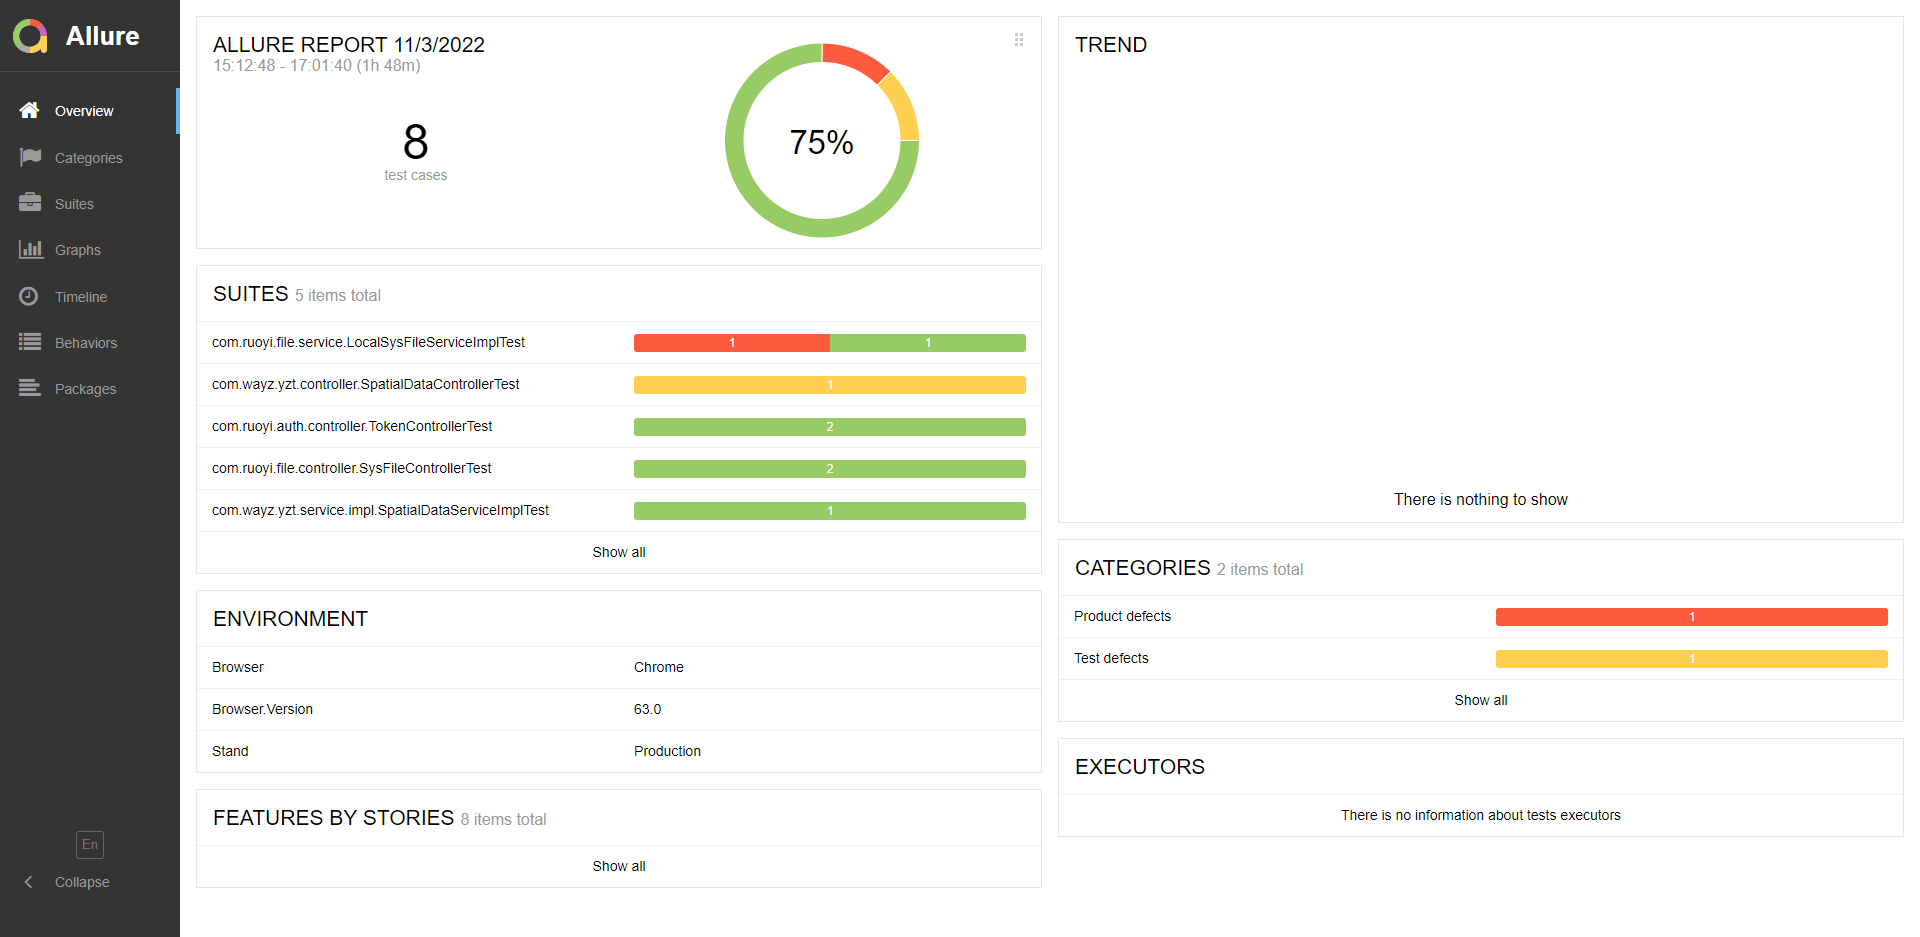 Allure
Overview
Categories
Suites
Graphs
Timeline
Behaviors
Packages
En
Collapse
ALLURE REPORT 11/3/2022
15:12:48 - 17:01:40 (1h 48m)
8
test cases
75%
SUITES 5 items total
com.ruoyi.file.service.LocalSysFileServiceImplTest 1 1
com.wayz.yzt.controller.SpatialDataControllerTest 1
com.ruoyi.auth.controller.TokenControllerTest 2
com.ruoyi.file.controller.SysFileControllerTest 2
com.wayz.yzt.service.impl.SpatialDataServiceImplTest 1
Show all
ENVIRONMENT
Browser Chrome
Browser.Version 63.0
Stand Production
FEATURES BY STORIES 8 items total
Show all
TREND
There is nothing to show
CATEGORIES 2 items total
Product defects 1
Test defects 1
Show all
EXECUTORS
There is no information about tests executors